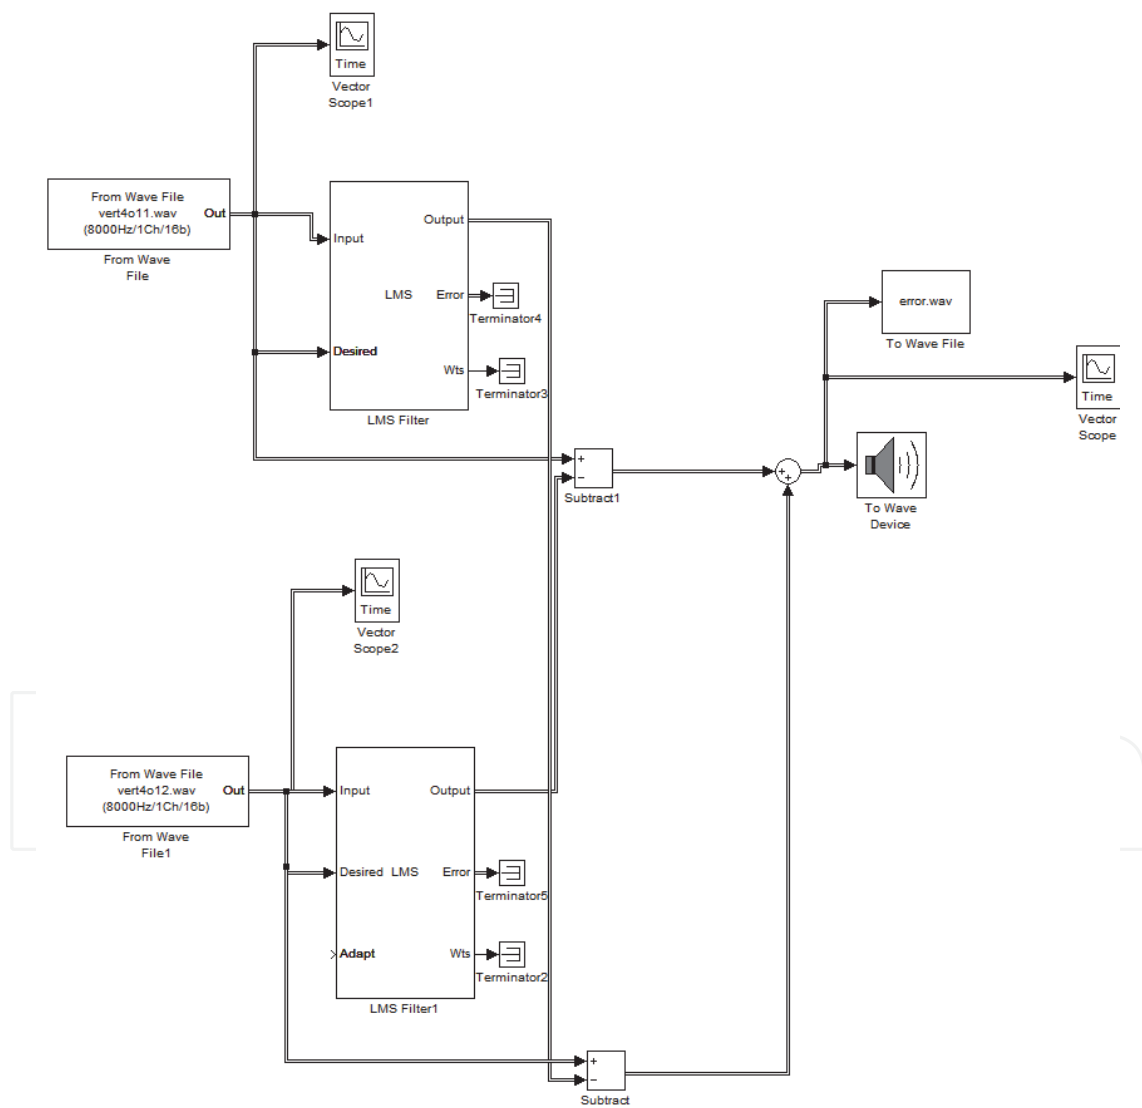 Time
Vector
Scope1
From Wave File
vert4o11.wav
(8000Hz/1Ch/16b)
Out
From Wave
File
Input
Output
LMS
Error
Terminator4
Desired
Wts
Terminator3
LMS Filter
error.wav
To Wave File
Time
Vector
Scope
+
−
Subtract1
+
+
To Wave
Device
Time
Vector
Scope2
From Wave File
vert4o12.wav
(8000Hz/1Ch/16b)
Out
From Wave
File1
Input
Output
Desired
LMS
Error
Terminator5
Adapt
Wts
Terminator2
LMS Filter1
+
−
Subtract